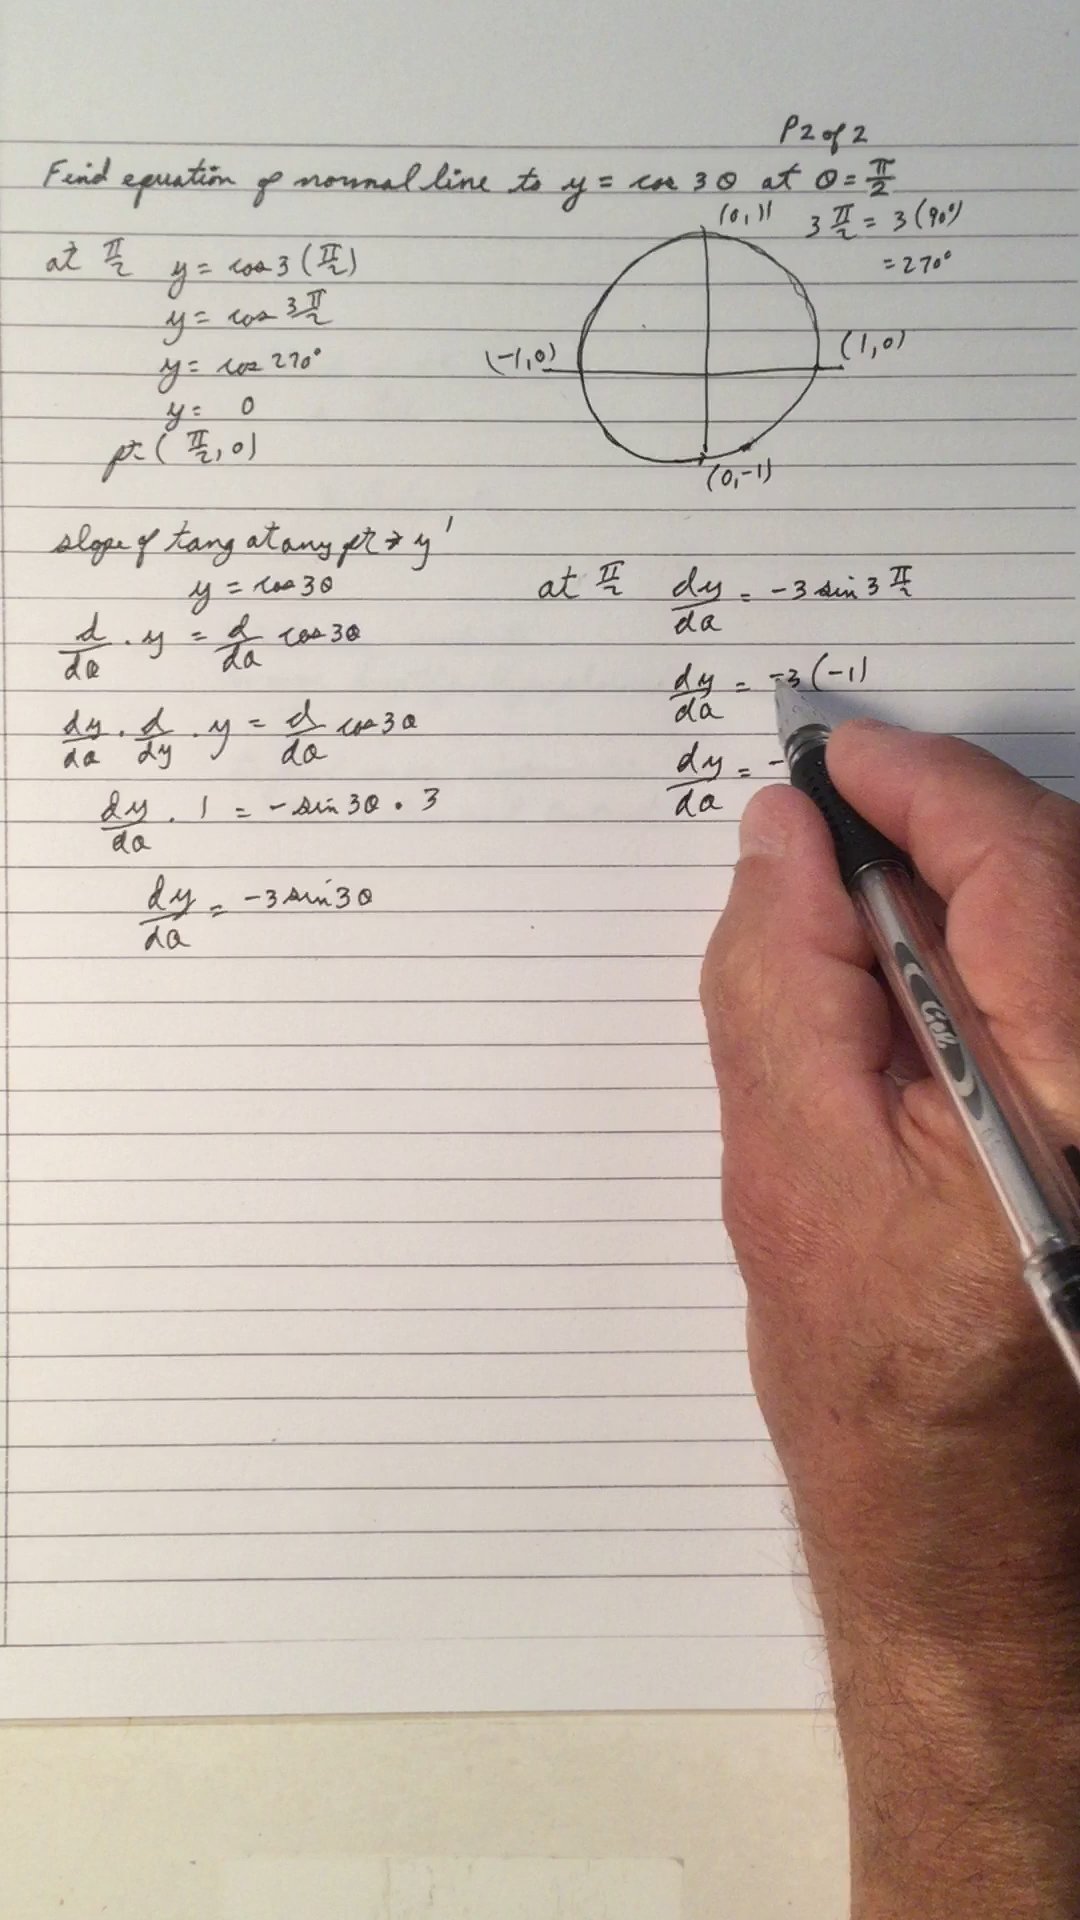 P2 of 2
Find equation of normal line to y = cos 3θ at θ = π/2
at π/2 y = cos 3 (π/2)
y = cos 3π/2
y = cos 270°
y = 0
pt = ( π/2, 0)
(0,1)
3 π/2 = 3 (90°)
= 270°
(-1,0)
(1,0)
(0,-1)
slope of tang at any pt → y'
y = cos 3θ
d/dθ · y = d/dθ cos 3θ
dy/dθ · d/dy · y = d/dθ cos 3θ
dy/dθ · 1 = - sin 3θ · 3
dy/dθ = -3 sin 3θ
at π/2 dy/dθ = -3 sin 3 π/2
dy/dθ = -3 (-1)
dy/dθ = -